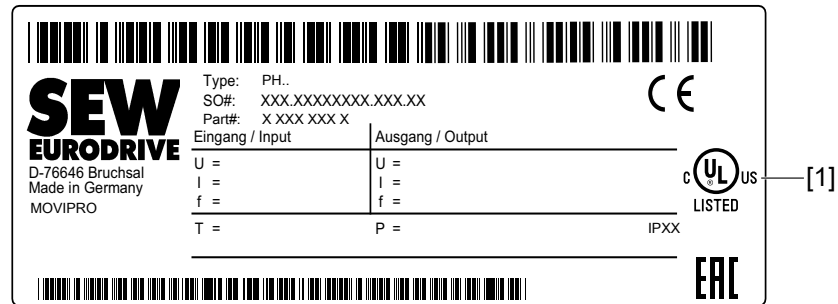 Type: PH..
SO#: XXX.XXXXXXXX.XXX.XX
Part#: X XXX XXX X
CE
SEW
EURODRIVE
D-76646 Bruchsal
Made in Germany
MOVIPRO
Eingang / Input Ausgang / Output
U = U =
I = I =
f = f =
T = P = IPXX
C UL ® US
LISTED
[1]
EAC